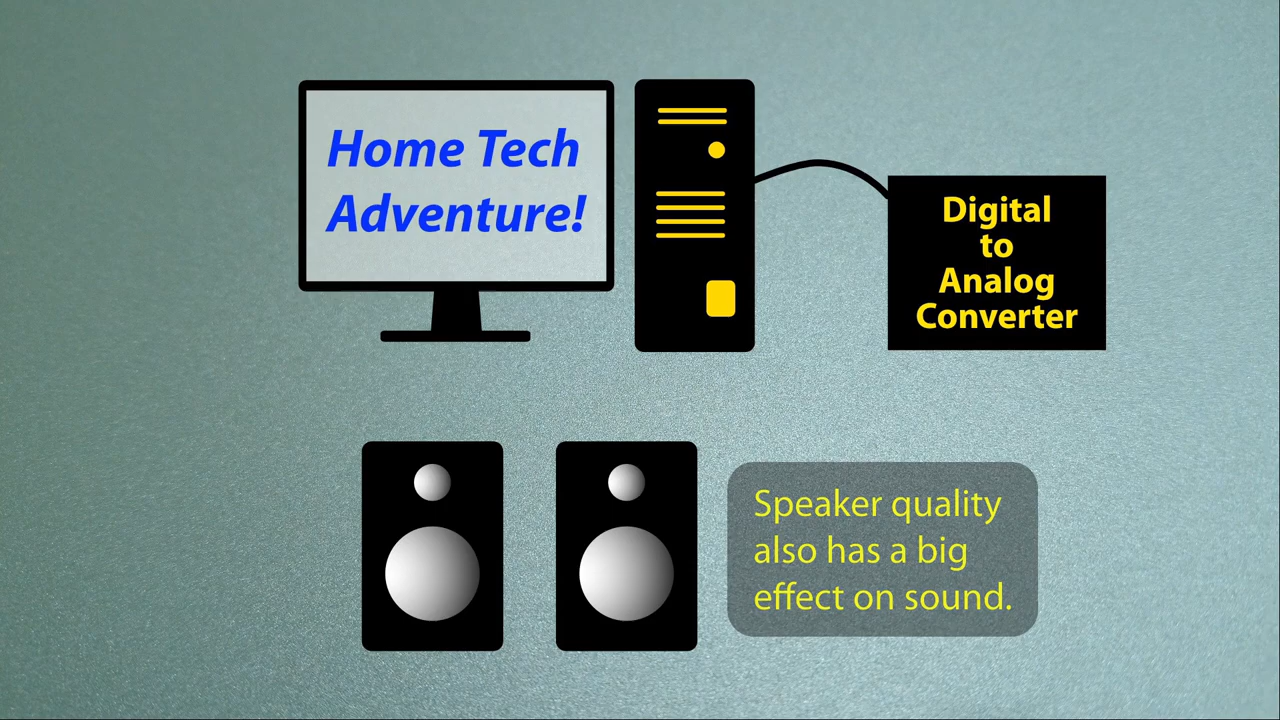 Home Tech
Adventure!
Digital
to
Analog
Converter
Speaker quality
also has a big
effect on sound.